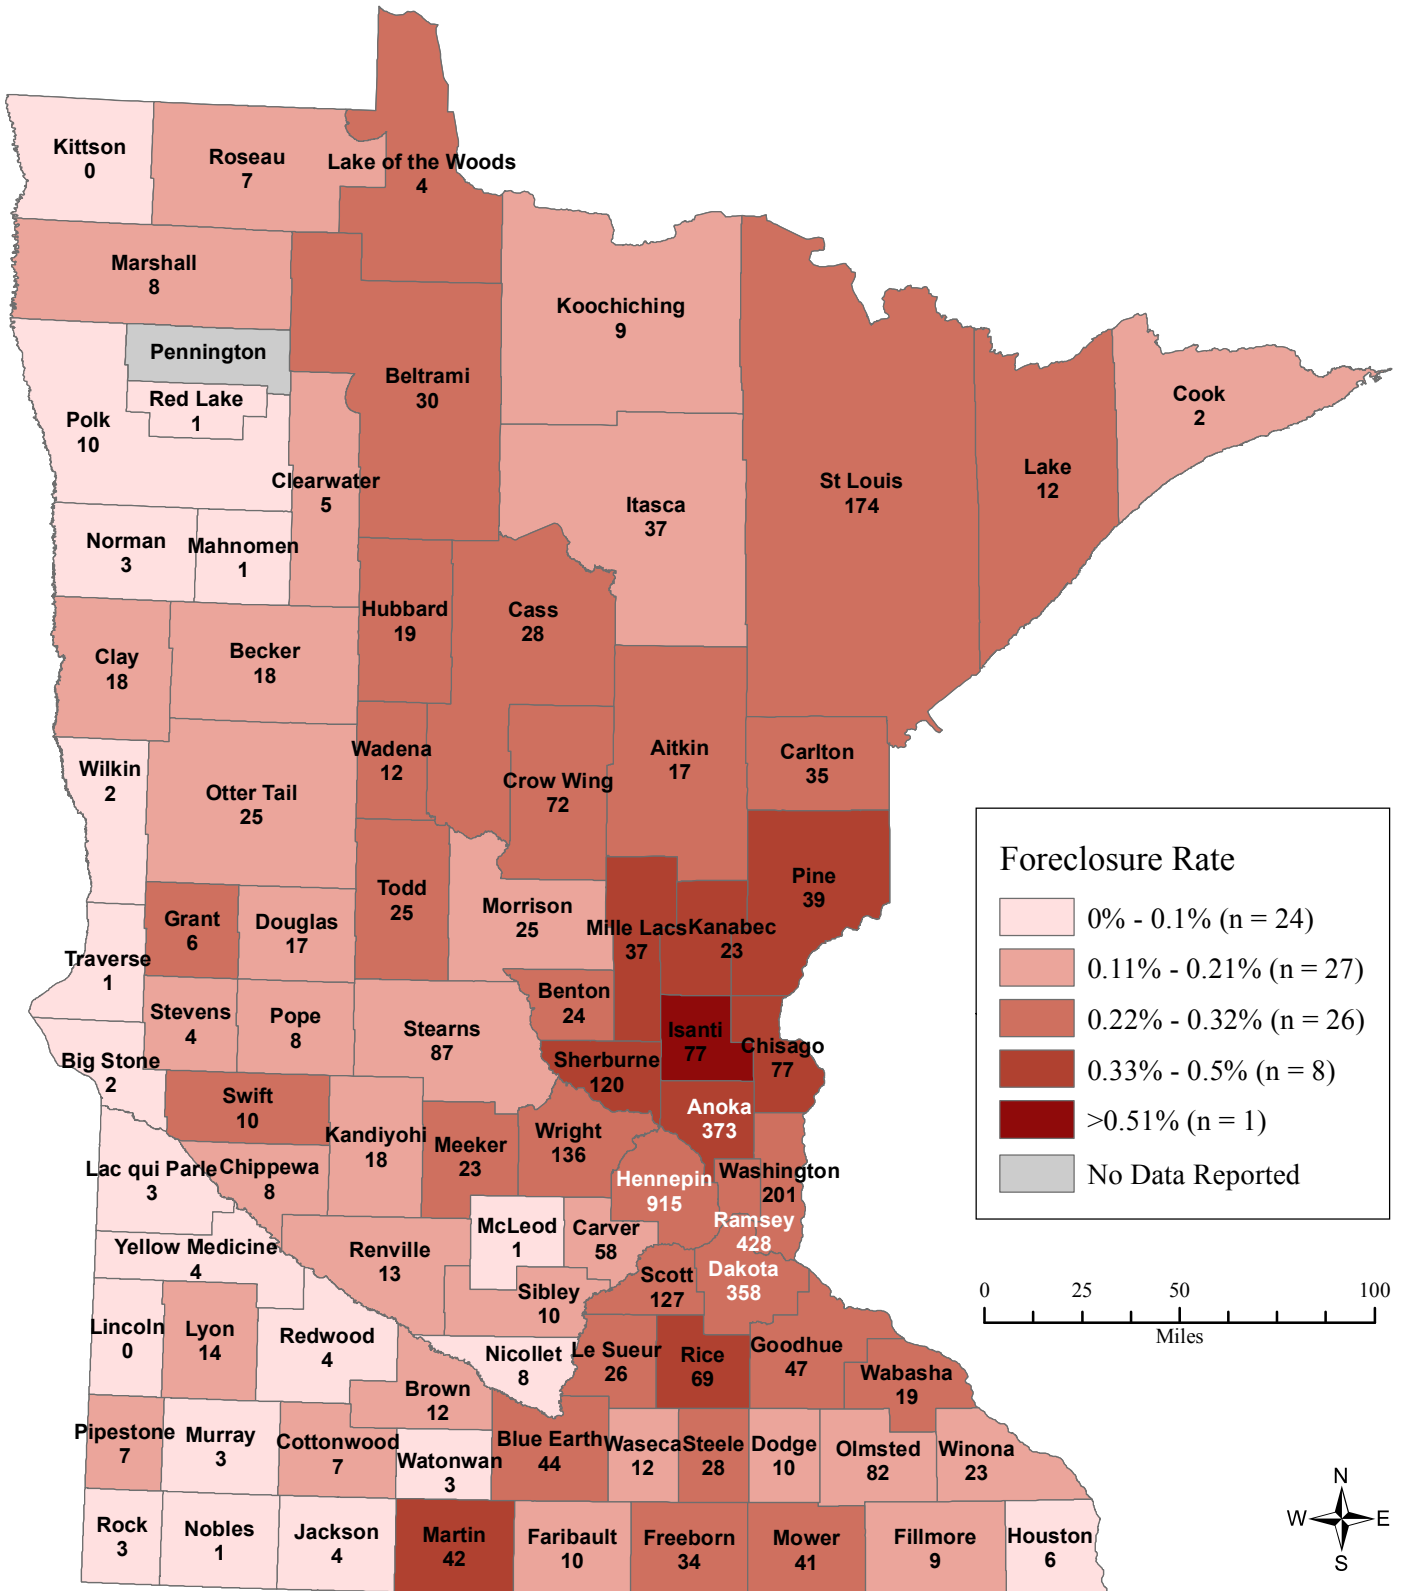 Kittson
0
Roseau
7
Lake of the Woods
4
Marshall
8
Koochiching
9
Pennington
Beltrami
30
Red Lake
1
Polk
10
Cook
2
Clearwater
5
St Louis
174
Lake
12
Itasca
37
Norman
3
Mahnomen
1
Hubbard
19
Cass
28
Clay
18
Becker
18
Wadena
12
Aitkin
17
Carlton
35
Wilkin
2
Otter Tail
25
Crow Wing
72
Pine
39
Todd
25
Grant
6
Douglas
17
Morrison
25
Mille Lacs
37
Kanabec
23
Traverse
1
Benton
24
Stevens
4
Pope
8
Stearns
87
Isanti
77
Chisago
77
Big Stone
2
Sherburne
120
Swift
10
Anoka
373
Kandiyohi
18
Meeker
23
Wright
136
Lac qui Parle
3
Chippewa
8
Hennepin
915
Washington
201
McLeod
1
Carver
58
Ramsey
428
Yellow Medicine
4
Renville
13
Scott
127
Dakota
358
Sibley
10
Lincoln
0
Lyon
14
Redwood
4
Nicollet
8
Le Sueur
26
Rice
69
Goodhue
47
Wabasha
19
Brown
12
Pipestone
7
Murray
3
Cottonwood
7
Watonwan
3
Blue Earth
44
Waseca
12
Steele
28
Dodge
10
Olmsted
82
Winona
23
Rock
3
Nobles
1
Jackson
4
Martin
42
Faribault
10
Freeborn
34
Mower
41
Fillmore
9
Houston
6
Foreclosure Rate
0% - 0.1% (n = 24)
0.11% - 0.21% (n = 27)
0.22% - 0.32% (n = 26)
0.33% - 0.5% (n = 8)
>0.51% (n = 1)
No Data Reported
0 25 50 100
Miles
N
W E
S